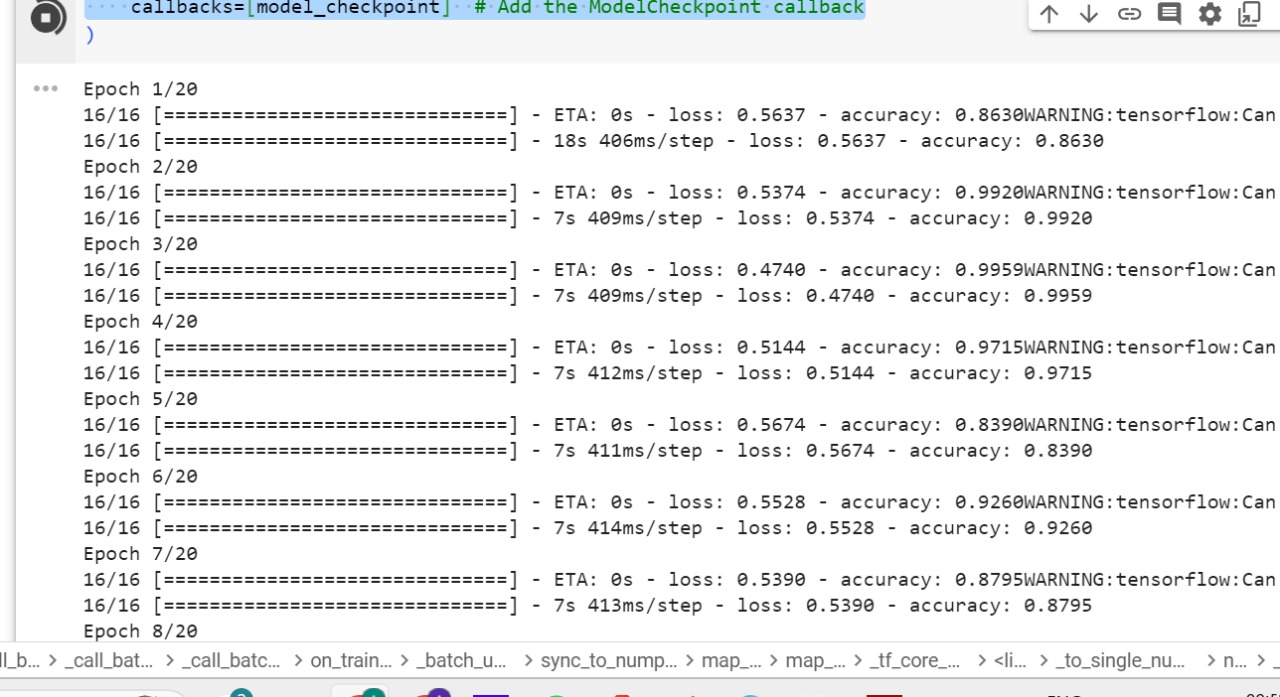 callbacks=[model_checkpoint]  # Add the ModelCheckpoint callback
)
Epoch 1/20
16/16 [==============================] - ETA: 0s - loss: 0.5637 - accuracy: 0.8630WARNING:tensorflow:Can
16/16 [==============================] - 18s 406ms/step - loss: 0.5637 - accuracy: 0.8630
Epoch 2/20
16/16 [==============================] - ETA: 0s - loss: 0.5374 - accuracy: 0.9920WARNING:tensorflow:Can
16/16 [==============================] - 7s 409ms/step - loss: 0.5374 - accuracy: 0.9920
Epoch 3/20
16/16 [==============================] - ETA: 0s - loss: 0.4740 - accuracy: 0.9959WARNING:tensorflow:Can
16/16 [==============================] - 7s 409ms/step - loss: 0.4740 - accuracy: 0.9959
Epoch 4/20
16/16 [==============================] - ETA: 0s - loss: 0.5144 - accuracy: 0.9715WARNING:tensorflow:Can
16/16 [==============================] - 7s 412ms/step - loss: 0.5144 - accuracy: 0.9715
Epoch 5/20
16/16 [==============================] - ETA: 0s - loss: 0.5674 - accuracy: 0.8390WARNING:tensorflow:Can
16/16 [==============================] - 7s 411ms/step - loss: 0.5674 - accuracy: 0.8390
Epoch 6/20
16/16 [==============================] - ETA: 0s - loss: 0.5528 - accuracy: 0.9260WARNING:tensorflow:Can
16/16 [==============================] - 7s 414ms/step - loss: 0.5528 - accuracy: 0.9260
Epoch 7/20
16/16 [==============================] - ETA: 0s - loss: 0.5390 - accuracy: 0.8795WARNING:tensorflow:Can
16/16 [==============================] - 7s 413ms/step - loss: 0.5390 - accuracy: 0.8795
Epoch 8/20
ll_b... > _call_bat... > _call_batc... > on_train... > _batch_u... > sync_to_nump... > map_... > map_... > _tf_core_... > <li... > _to_single_nu... > n... > _